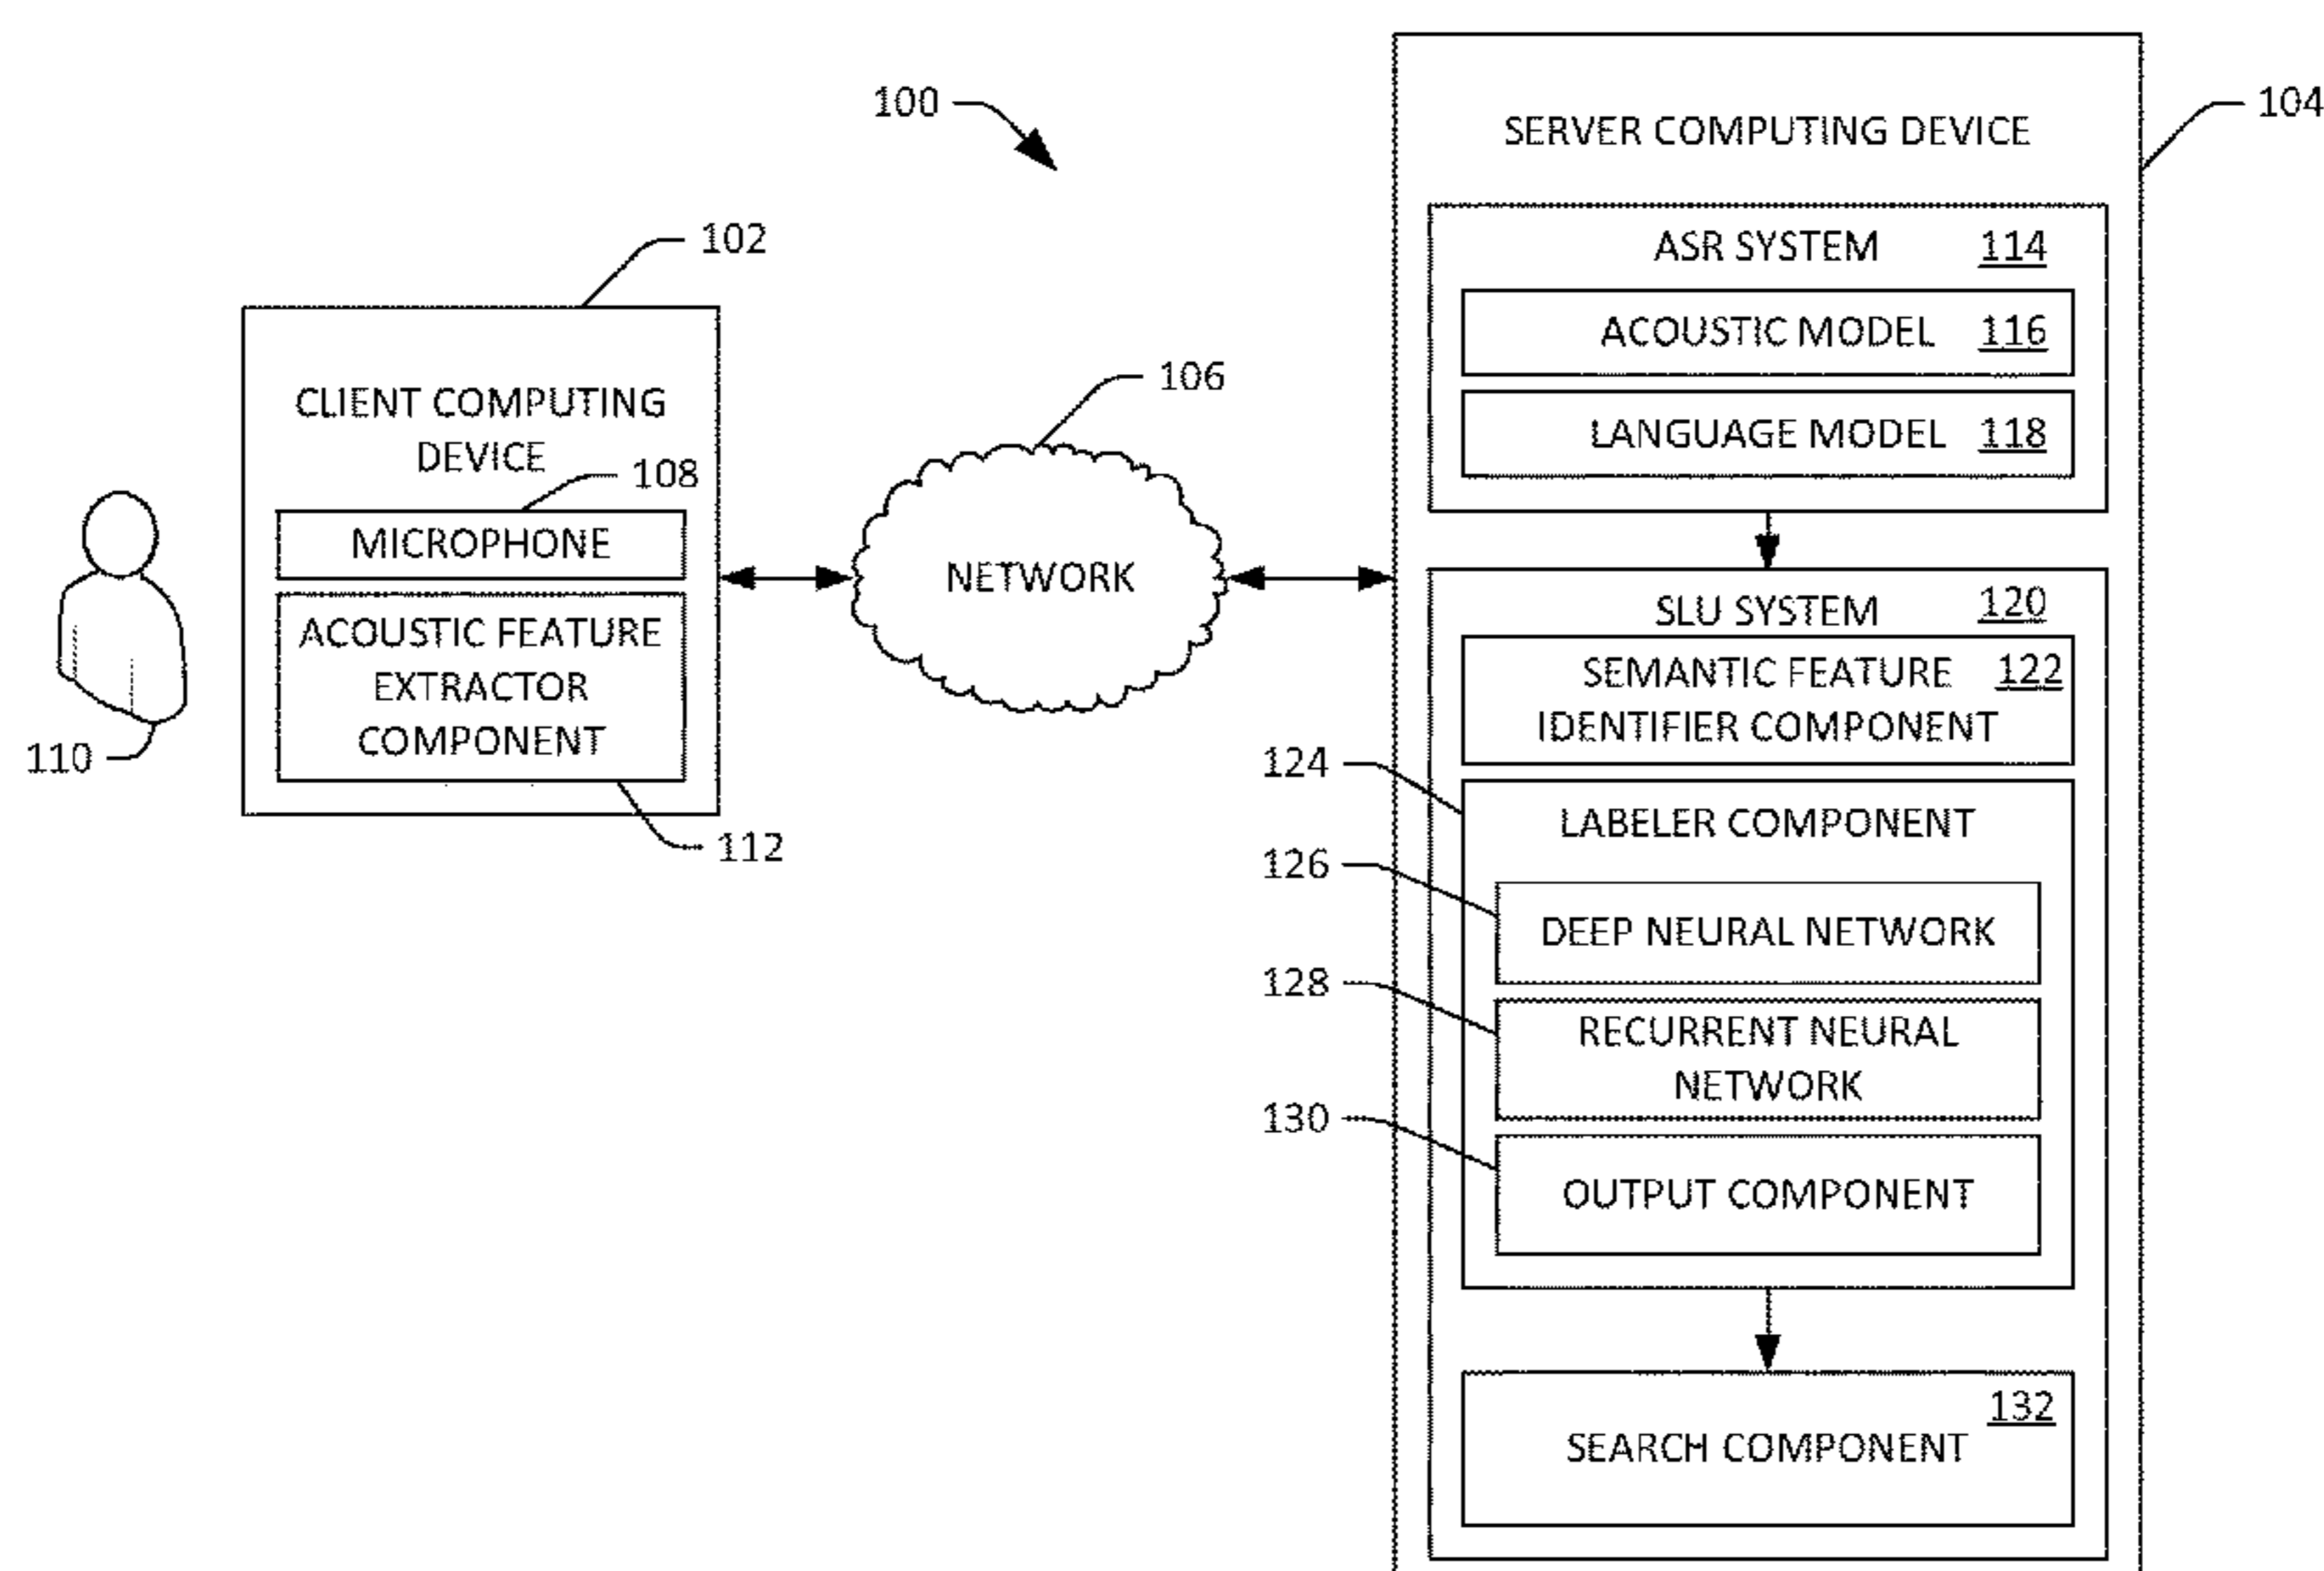 100
104
SERVER COMPUTING DEVICE
102
ASR SYSTEM 114
ACOUSTIC MODEL 116
LANGUAGE MODEL 118
CLIENT COMPUTING
DEVICE
108
MICROPHONE
ACOUSTIC FEATURE
EXTRACTOR
COMPONENT
110
112
106
NETWORK
SLU SYSTEM 120
SEMANTIC FEATURE 122
IDENTIFIER COMPONENT
124
LABELER COMPONENT
126
DEEP NEURAL NETWORK
128
RECURRENT NEURAL
NETWORK
130
OUTPUT COMPONENT
132
SEARCH COMPONENT